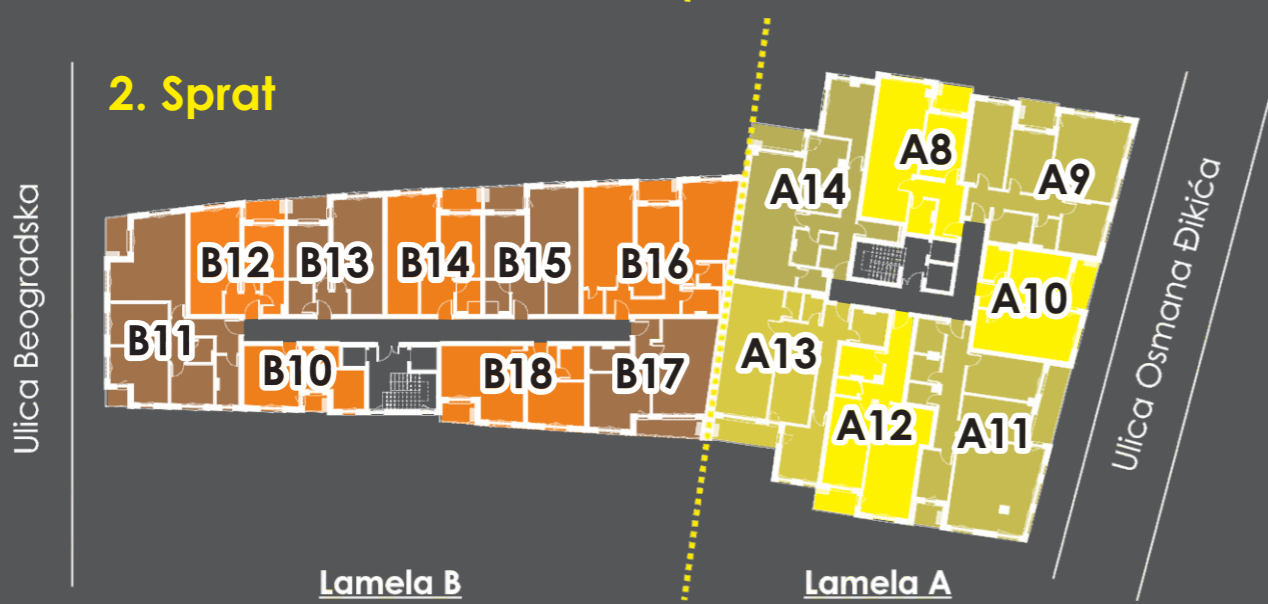 2. Sprat
Ulica Beogradska
B11
B12
B13
B14
B15
B16
B10
B18
B17
A14
A8
A9
A10
A13
A12
A11
Ulica Osmana Đikića
Lamela B
Lamela A